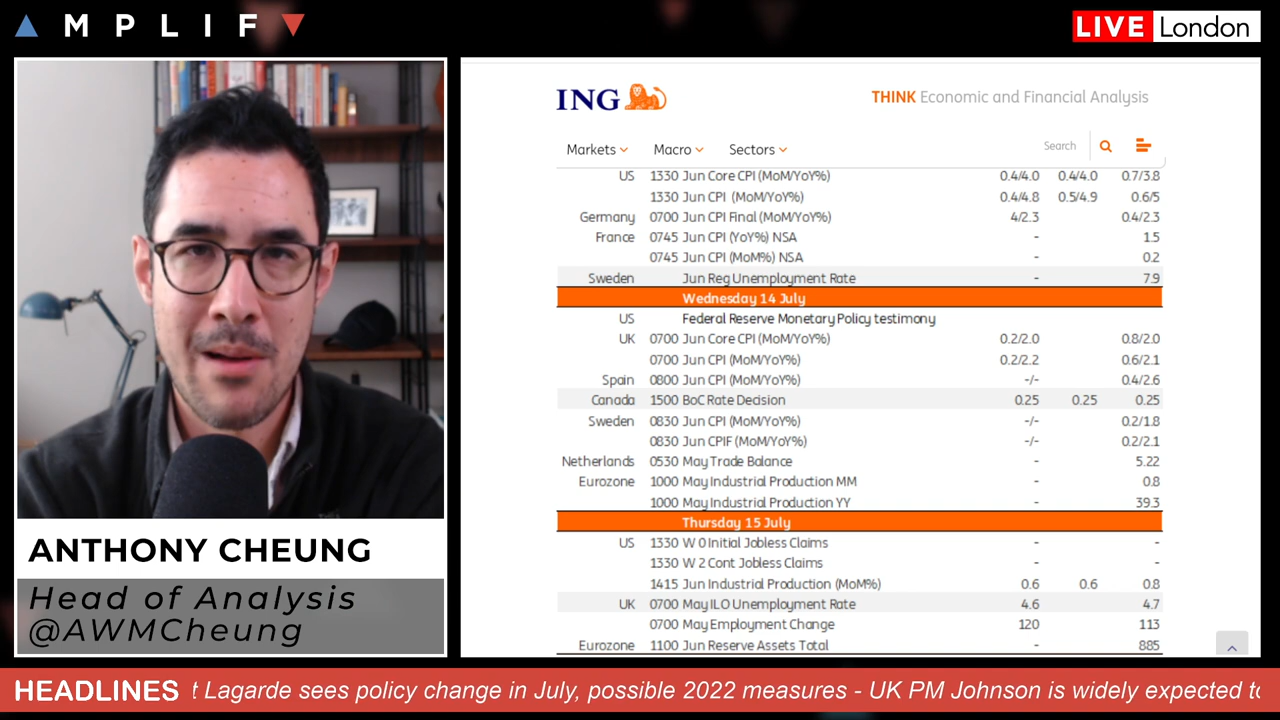 AMPLIFY
LIVE London
ING
THINK Economic and Financial Analysis
Markets Macro Sectors Search
US 1330 Jun Core CPI (MoM/YoY%) 0.4/4.0 0.4/4.0 0.7/3.8
1330 Jun CPI (MoM/YoY%) 0.4/4.8 0.5/4.9 0.6/5
Germany 0700 Jun CPI Final (MoM/YoY%) 4/2.3 0.4/2.3
France 0745 Jun CPI (YoY%) NSA - 1.5
0745 Jun CPI (MoM%) NSA - 0.2
Sweden Jun Reg Unemployment Rate - 7.9
Wednesday 14 July
US Federal Reserve Monetary Policy testimony
UK 0700 Jun Core CPI (MoM/YoY%) 0.2/2.0 0.8/2.0
0700 Jun CPI (MoM/YoY%) 0.2/2.2 0.6/2.1
Spain 0800 Jun CPI (MoM/YoY%) -/- 0.4/2.6
Canada 1500 BoC Rate Decision 0.25 0.25 0.25
Sweden 0830 Jun CPI (MoM/YoY%) -/- 0.2/1.8
0830 Jun CPIF (MoM/YoY%) -/- 0.2/2.1
Netherlands 0530 May Trade Balance - 5.22
Eurozone 1000 May Industrial Production MM - 0.8
1000 May Industrial Production YY - 39.3
Thursday 15 July
US 1330 W 0 Initial Jobless Claims - -
1330 W 2 Cont Jobless Claims - -
1415 Jun Industrial Production (MoM%) 0.6 0.6 0.8
UK 0700 May ILO Unemployment Rate 4.6 4.7
0700 May Employment Change 120 113
Eurozone 1100 Jun Reserve Assets Total - 885
ANTHONY CHEUNG
Head of Analysis
@AWMCheung
HEADLINES t Lagarde sees policy change in July, possible 2022 measures - UK PM Johnson is widely expected to